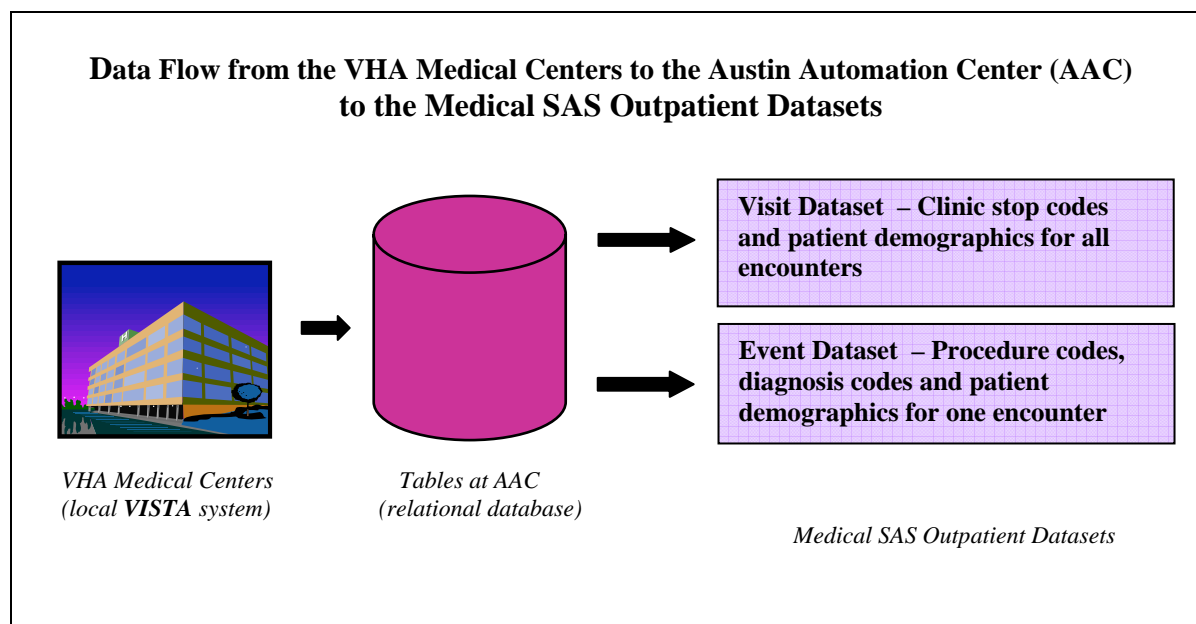 Data Flow from the VHA Medical Centers to the Austin Automation Center (AAC)
to the Medical SAS Outpatient Datasets
Visit Dataset – Clinic stop codes
and patient demographics for all
encounters
Event Dataset – Procedure codes,
diagnosis codes and patient
demographics for one encounter
VHA Medical Centers
(local VISTA system)
Tables at AAC
(relational database)
Medical SAS Outpatient Datasets